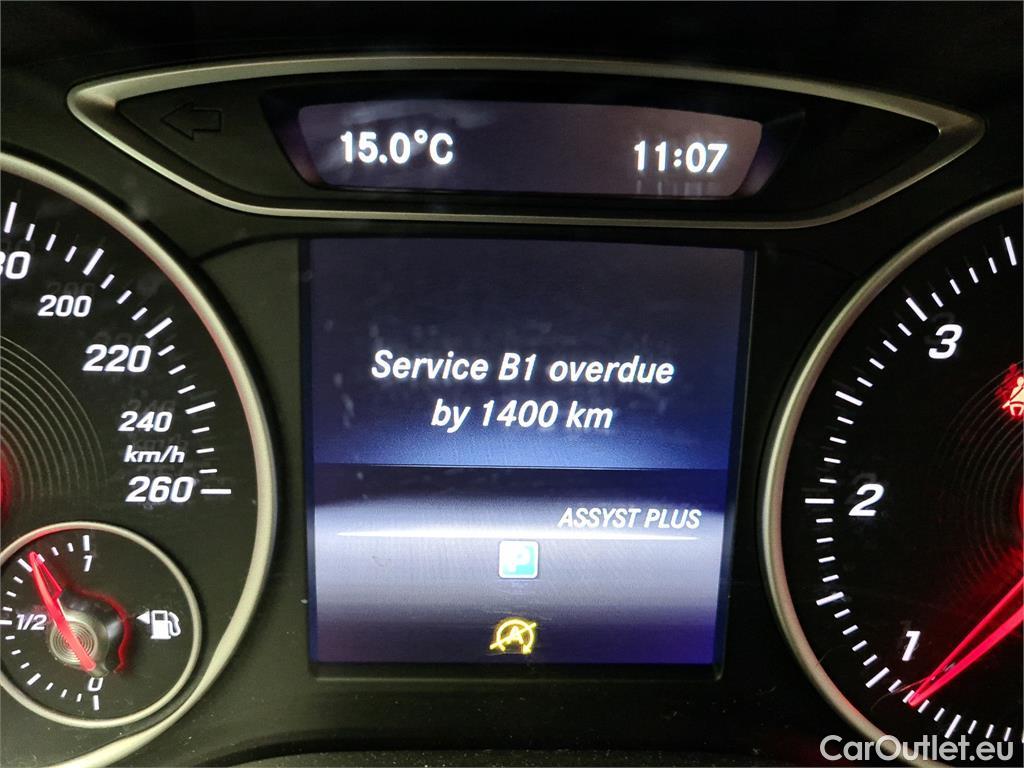 15.0°C 11:07
Service B1 overdue
by 1400 km
ASSYST PLUS
P
A
200
220
240
km/h
260
1
1/2
0
3
2
1
CarOutlet.eu